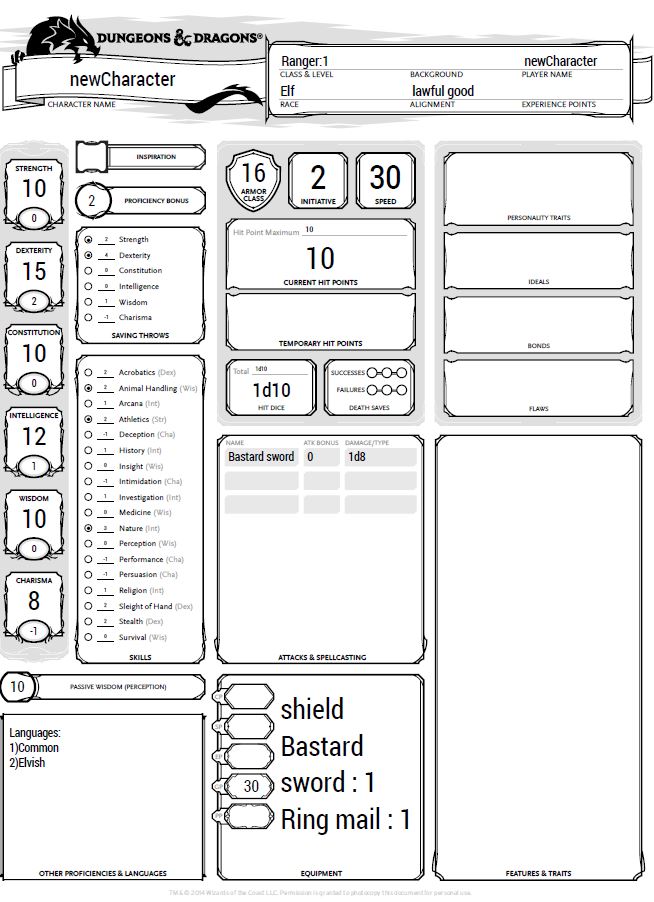 DUNGEONS & DRAGONS®
newCharacter
CHARACTER NAME
Ranger:1 newCharacter
CLASS & LEVEL BACKGROUND PLAYER NAME
Elf lawful good
RACE ALIGNMENT EXPERIENCE POINTS
STRENGTH
10
0
DEXTERITY
15
2
CONSTITUTION
10
0
INTELLIGENCE
12
1
WISDOM
10
0
CHARISMA
8
-1
INSPIRATION
2 PROFICIENCY BONUS
2 Strength
4 Dexterity
0 Constitution
0 Intelligence
1 Wisdom
-1 Charisma
SAVING THROWS
2 Acrobatics (Dex)
2 Animal Handling (Wis)
1 Arcana (Int)
2 Athletics (Str)
-1 Deception (Cha)
1 History (Int)
0 Insight (Wis)
-1 Intimidation (Cha)
1 Investigation (Int)
0 Medicine (Wis)
3 Nature (Int)
0 Perception (Wis)
-1 Performance (Cha)
-1 Persuasion (Cha)
1 Religion (Int)
2 Sleight of Hand (Dex)
2 Stealth (Dex)
0 Survival (Wis)
SKILLS
10 PASSIVE WISDOM (PERCEPTION)
Languages:
1)Common
2)Elvish
OTHER PROFICIENCIES & LANGUAGES
16
ARMOR
CLASS
2
INITIATIVE
30
SPEED
Hit Point Maximum 10
10
CURRENT HIT POINTS
TEMPORARY HIT POINTS
Total 1d10
1d10
HIT DICE
SUCCESSES
FAILURES
DEATH SAVES
NAME ATK BONUS DAMAGE/TYPE
Bastard sword 0 1d8
ATTACKS & SPELLCASTING
CP
SP
EP
GP 30
PP
shield
Bastard
sword : 1
Ring mail : 1
EQUIPMENT
PERSONALITY TRAITS
IDEALS
BONDS
FLAWS
FEATURES & TRAITS
TM & © 2014 Wizards of the Coast LLC. Permission is granted to photocopy this document for personal use.